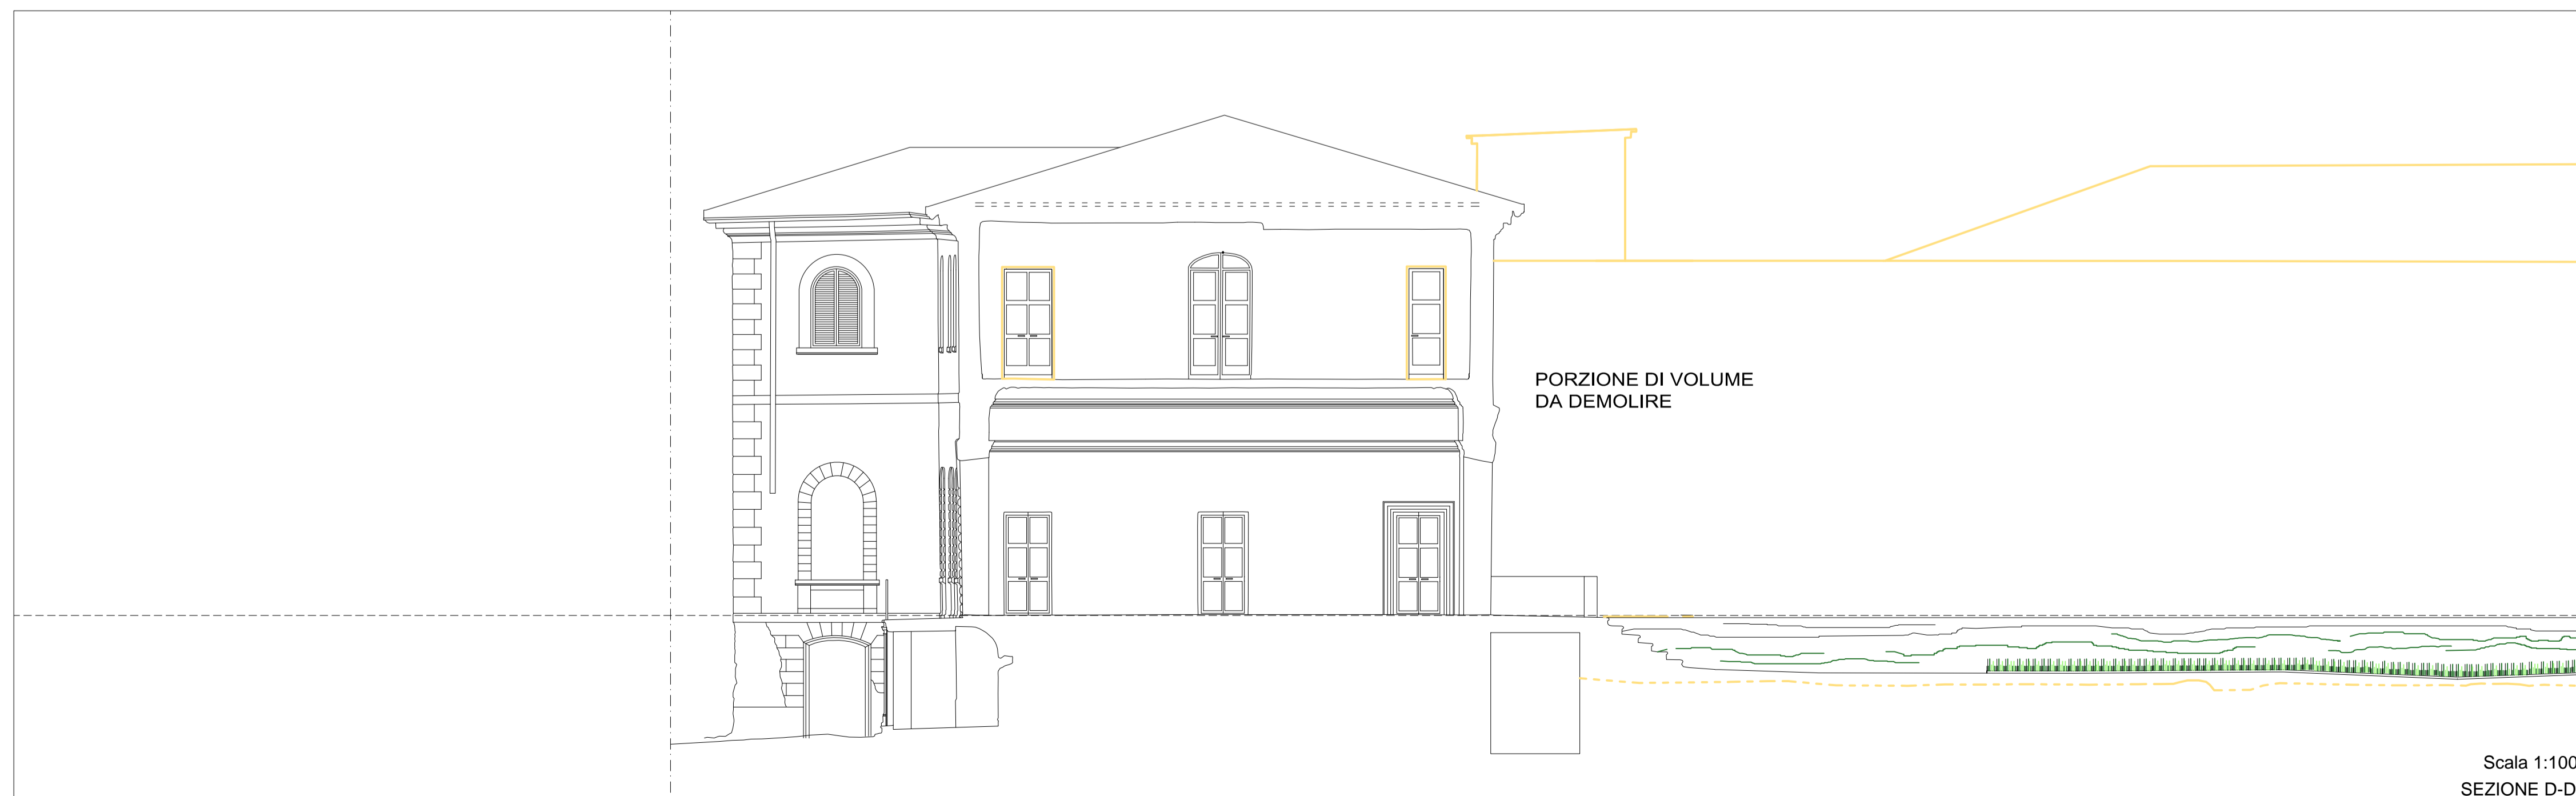 PORZIONE DI VOLUME
DA DEMOLIRE
Scala 1:100
SEZIONE D-D